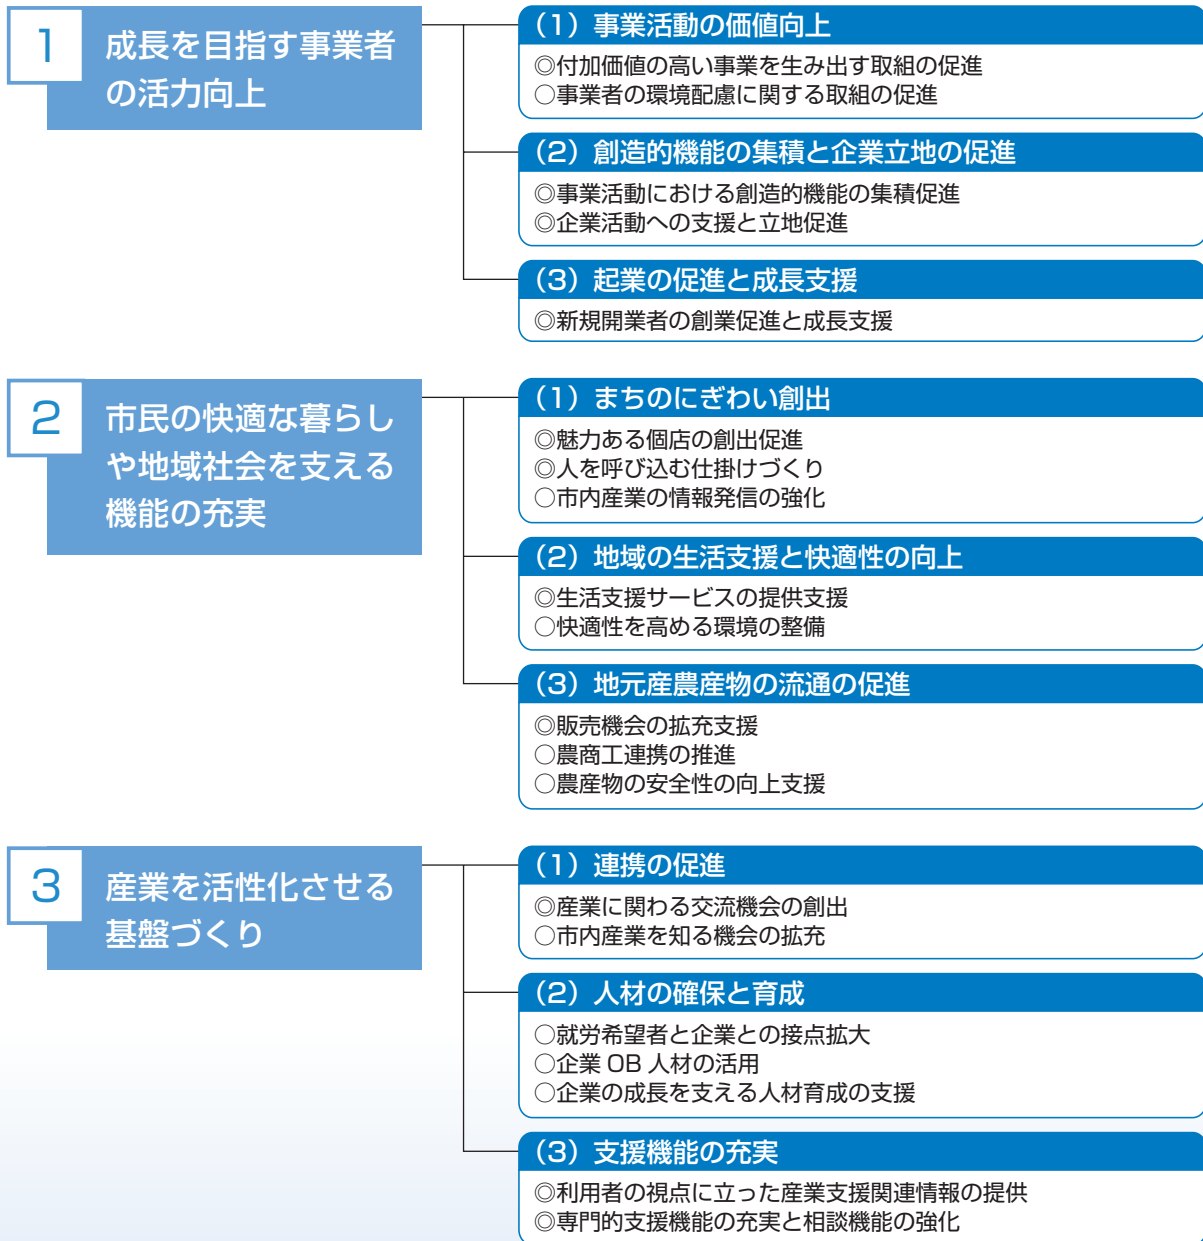 1
成長を目指す事業者
の活力向上
（1）事業活動の価値向上
◎付加価値の高い事業を生み出す取組の促進
○事業者の環境配慮に関する取組の促進
（2）創造的機能の集積と企業立地の促進
◎事業活動における創造的機能の集積促進
◎企業活動への支援と立地促進
（3）起業の促進と成長支援
◎新規開業者の創業促進と成長支援
2
市民の快適な暮らし
や地域社会を支える
機能の充実
（1）まちのにぎわい創出
◎魅力ある個店の創出促進
◎人を呼び込む仕掛けづくり
○市内産業の情報発信の強化
（2）地域の生活支援と快適性の向上
◎生活支援サービスの提供支援
○快適性を高める環境の整備
（3）地元産農産物の流通の促進
◎販売機会の拡充支援
○農商工連携の推進
○農産物の安全性の向上支援
3
産業を活性化させる
基盤づくり
（1）連携の促進
◎産業に関わる交流機会の創出
○市内産業を知る機会の拡充
（2）人材の確保と育成
○就労希望者と企業との接点拡大
○企業 OB 人材の活用
○企業の成長を支える人材育成の支援
（3）支援機能の充実
◎利用者の視点に立った産業支援関連情報の提供
◎専門的支援機能の充実と相談機能の強化